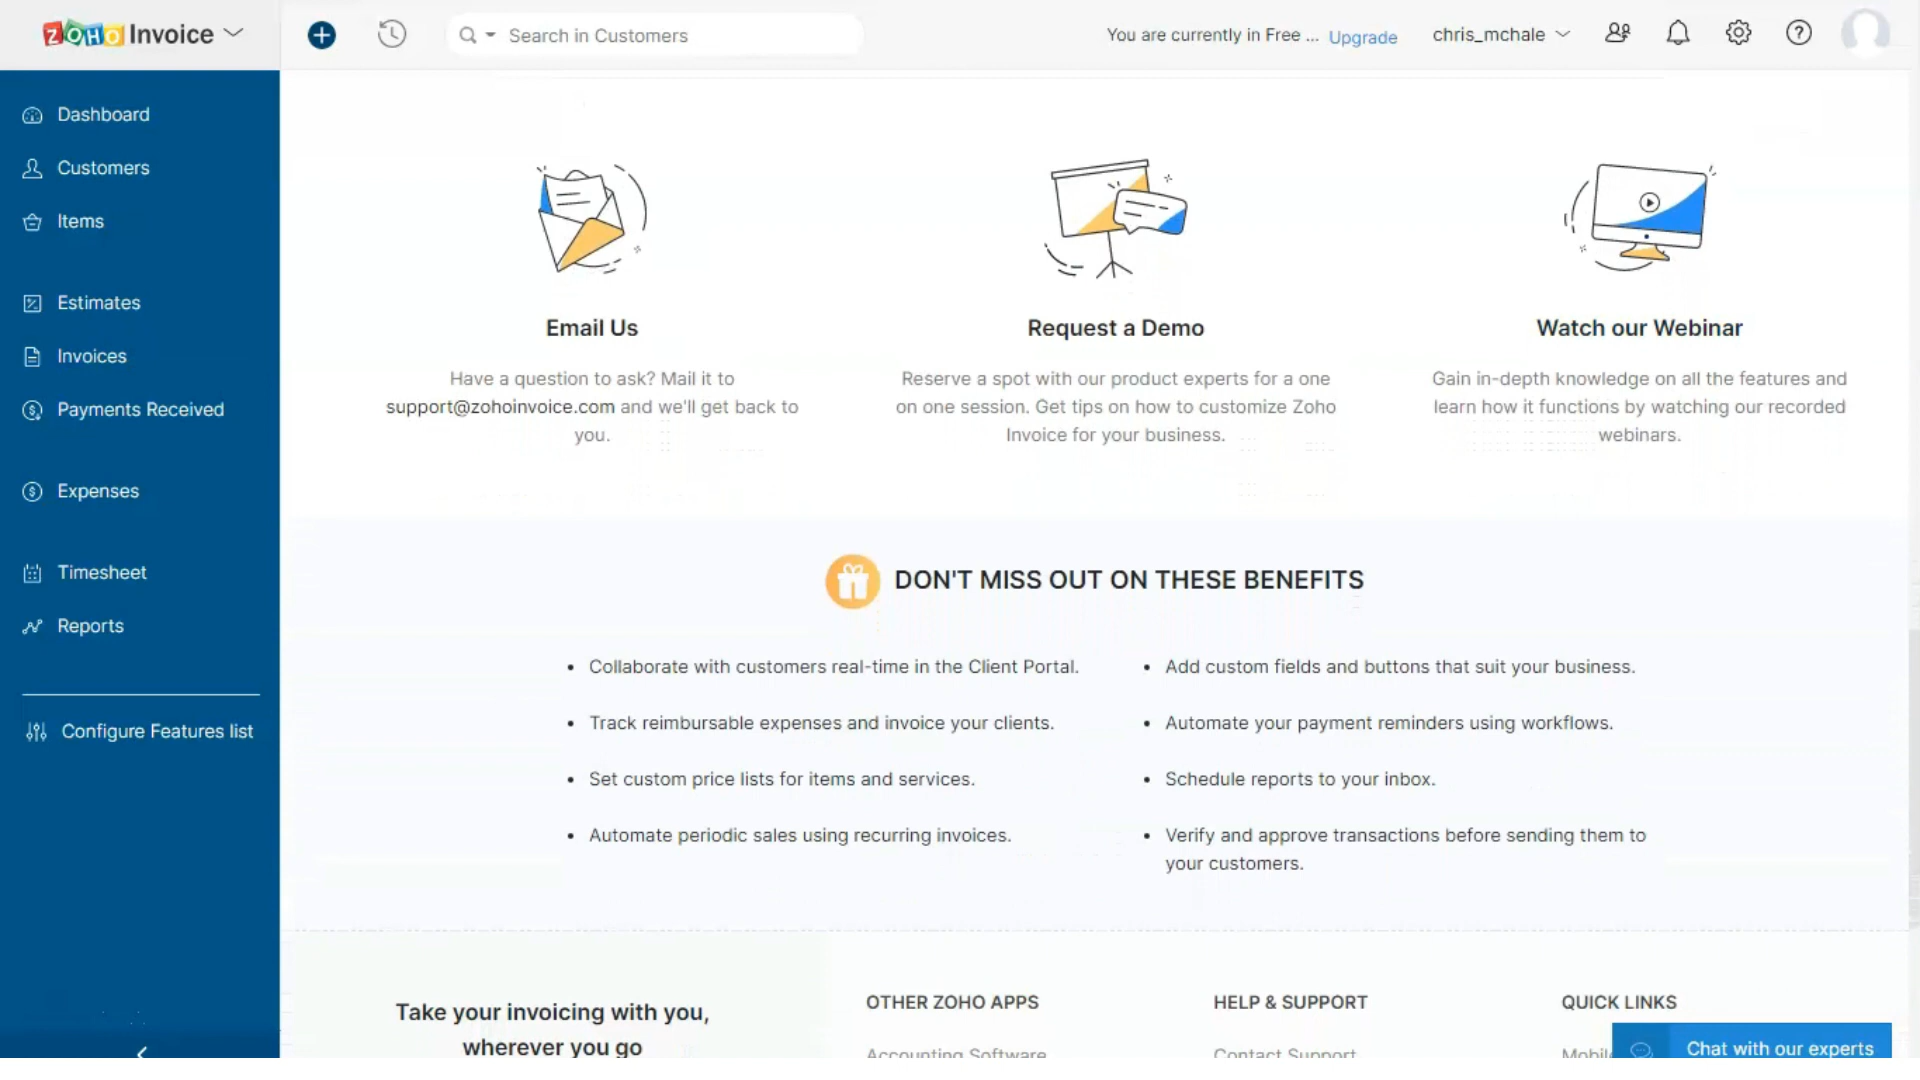 ZOHO Invoice
Search in Customers
You are currently in Free ... Upgrade
chris_mchale
Dashboard
Customers
Items
Estimates
Invoices
Payments Received
Expenses
Timesheet
Reports
Configure Features list
Email Us
Have a question to ask? Mail it to
support@zohoinvoice.com and we'll get back to
you.
Request a Demo
Reserve a spot with our product experts for a one
on one session. Get tips on how to customize Zoho
Invoice for your business.
Watch our Webinar
Gain in-depth knowledge on all the features and
learn how it functions by watching our recorded
webinars.
DON'T MISS OUT ON THESE BENEFITS
• Collaborate with customers real-time in the Client Portal.
• Track reimbursable expenses and invoice your clients.
• Set custom price lists for items and services.
• Automate periodic sales using recurring invoices.
• Add custom fields and buttons that suit your business.
• Automate your payment reminders using workflows.
• Schedule reports to your inbox.
• Verify and approve transactions before sending them to
your customers.
Take your invoicing with you,
wherever you go
OTHER ZOHO APPS
Accounting Software
HELP & SUPPORT
Contact Support
QUICK LINKS
Chat with our experts